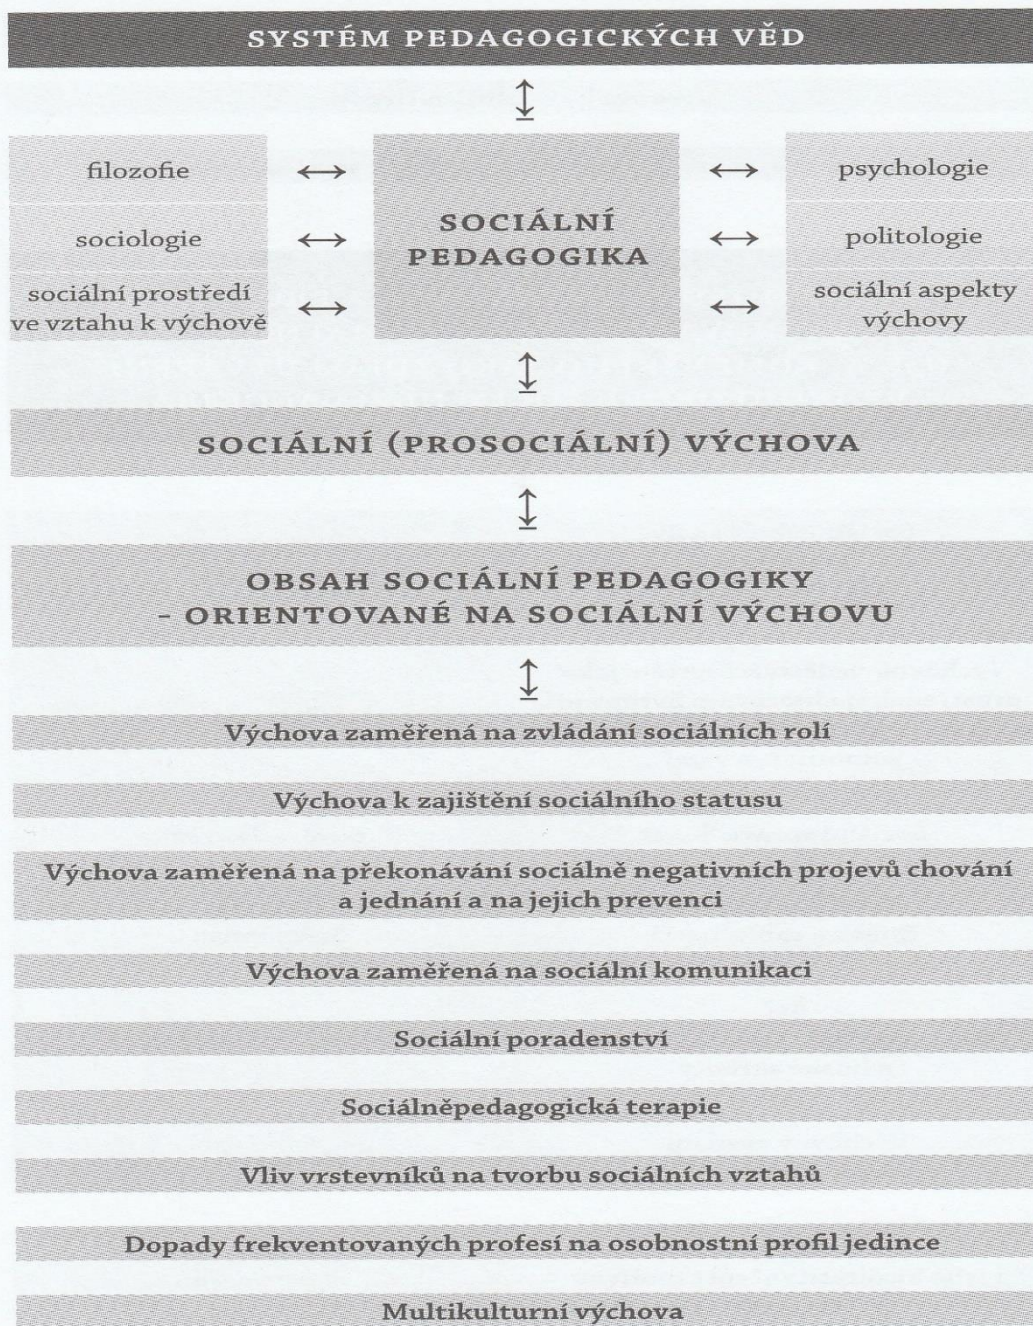 SYSTÉM PEDAGOGICKÝCH VĚD
filozofie
psychologie
SOCIÁLNÍ
PEDAGOGIKA
sociologie
politologie
sociální prostředí
ve vztahu k výchově
sociální aspekty
výchovy
SOCIÁLNÍ (PROSOCIÁLNÍ) VÝCHOVA
OBSAH SOCIÁLNÍ PEDAGOGIKY
– ORIENTOVANÉ NA SOCIÁLNÍ VÝCHOVU
Výchova zaměřená na zvládání sociálních rolí
Výchova k zajištění sociálního statusu
Výchova zaměřená na překonávání sociálně negativních projevů chování
a jednání a na jejich prevenci
Výchova zaměřená na sociální komunikaci
Sociální poradenství
Sociálněpedagogická terapie
Vliv vrstevníků na tvorbu sociálních vztahů
Dopady frekventovaných profesí na osobnostní profil jedince
Multikulturní výchova